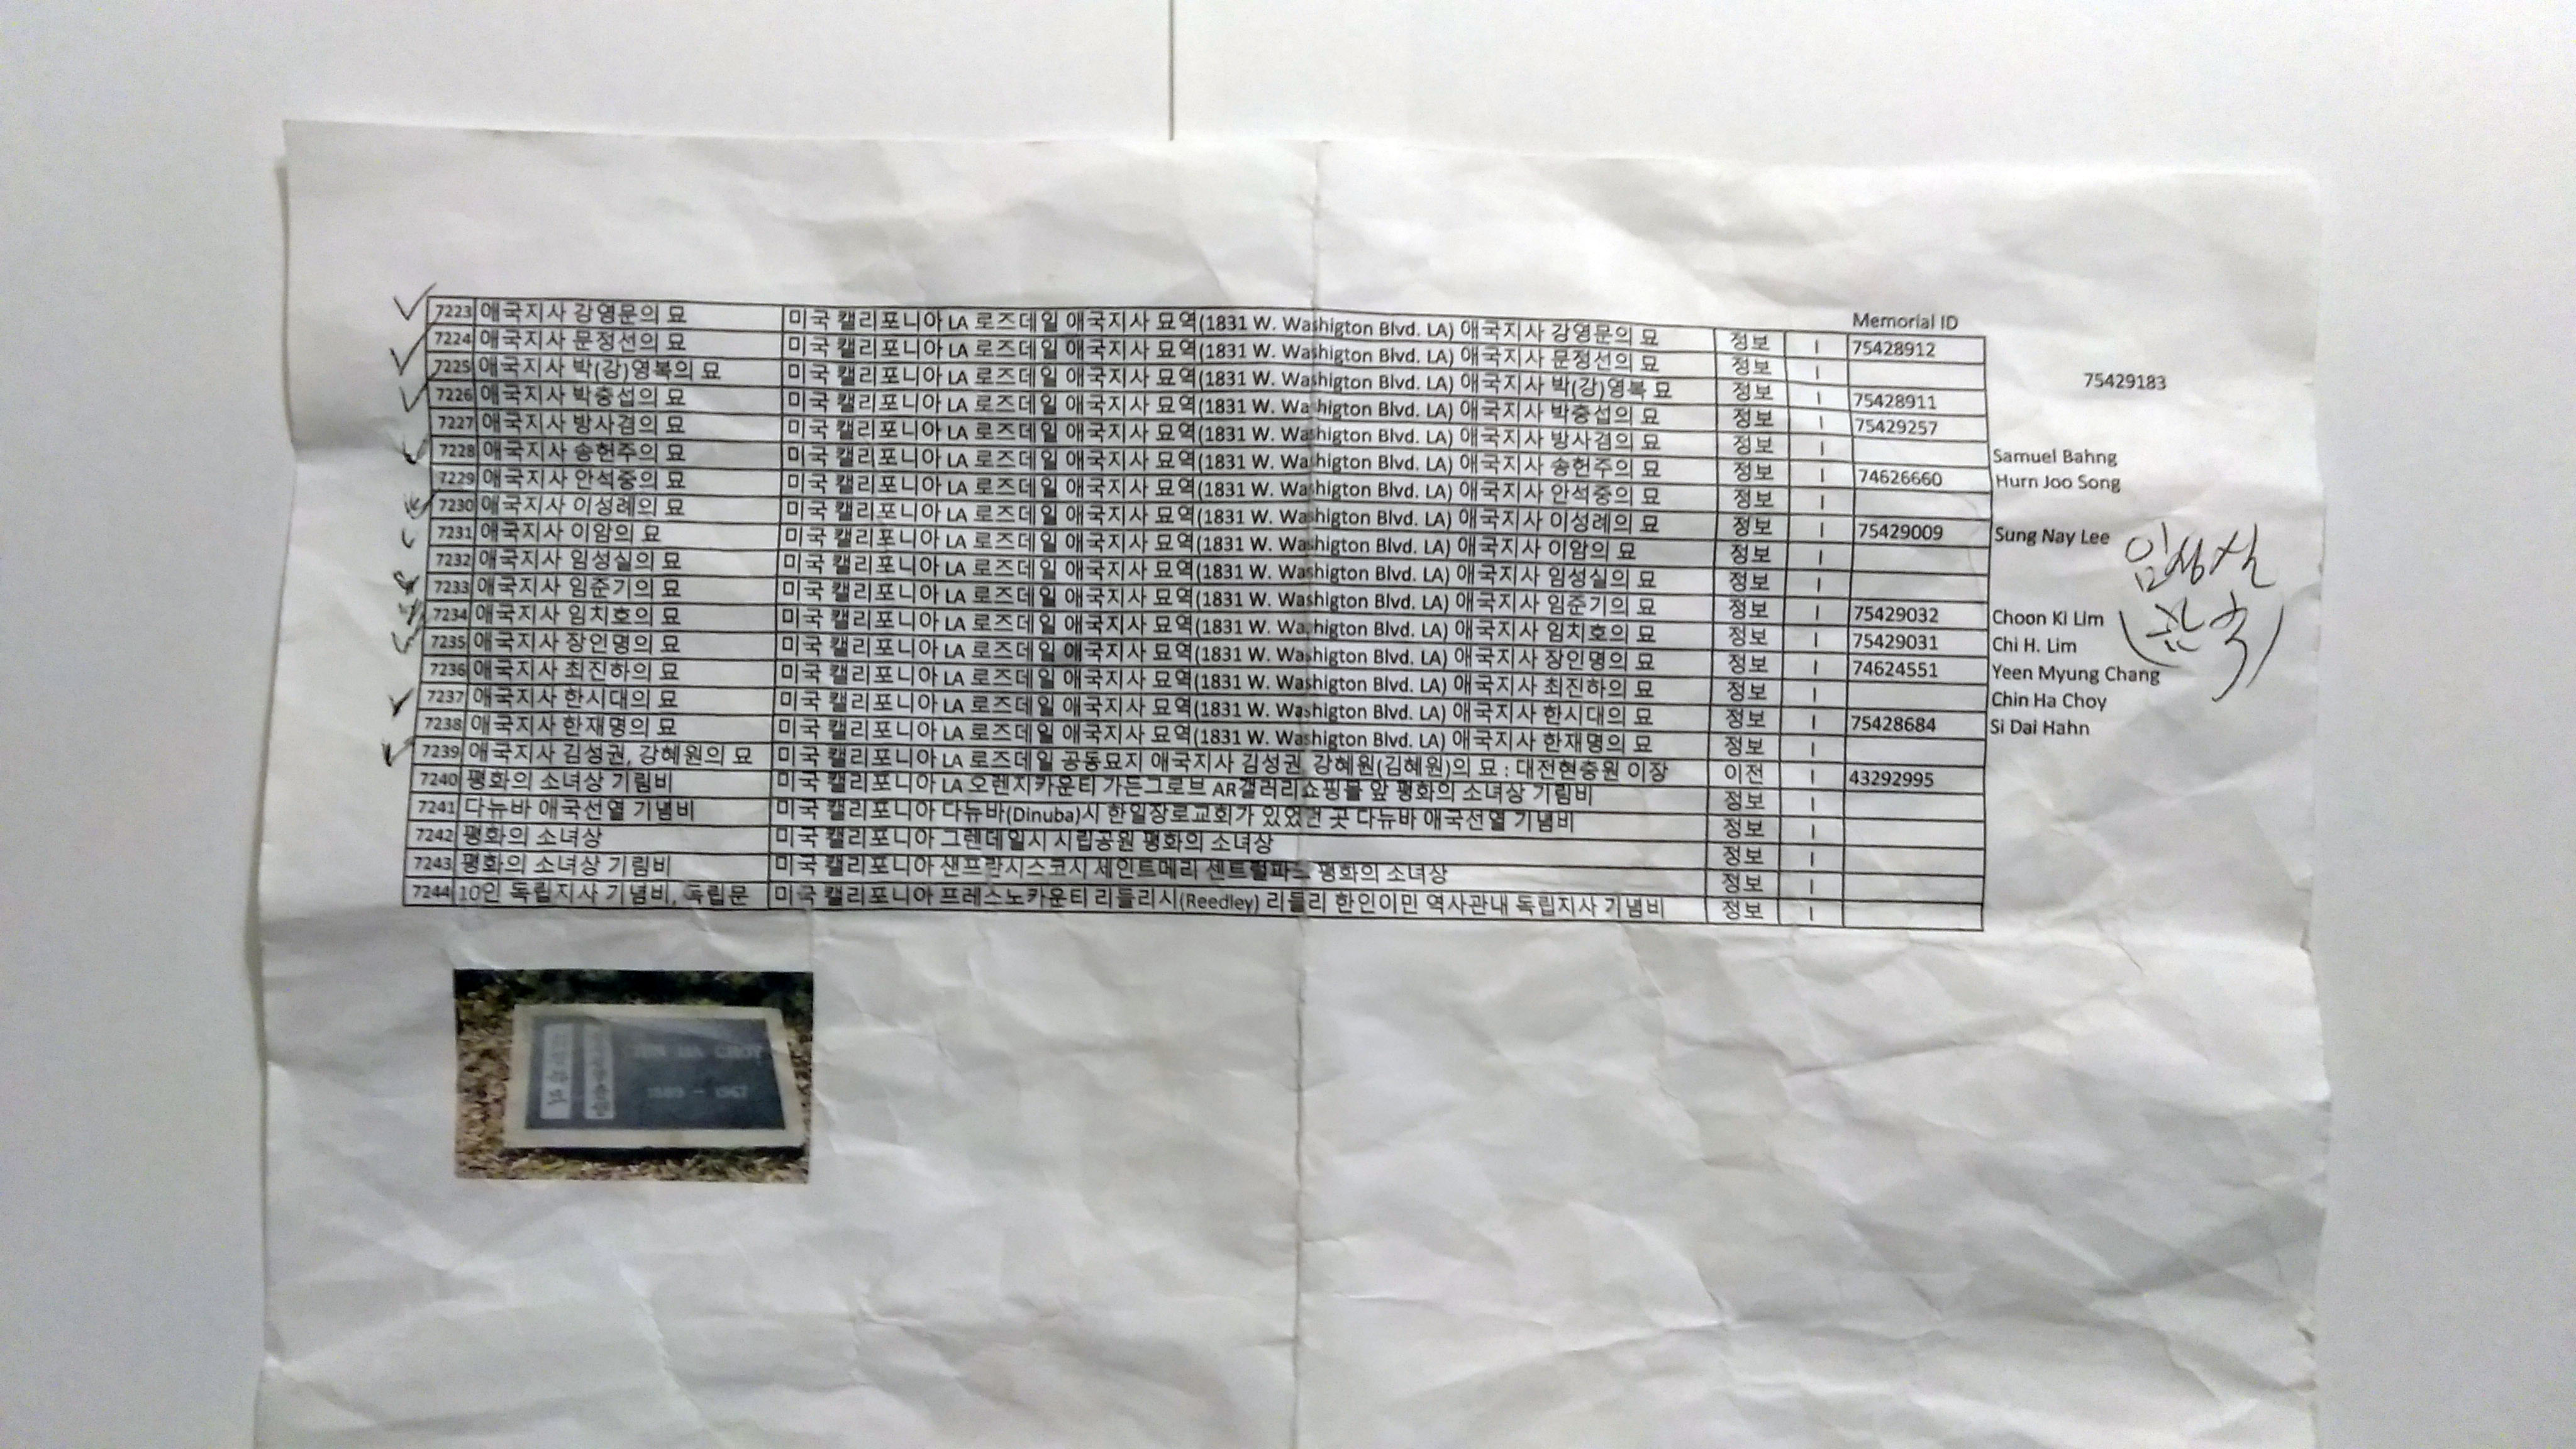 Memorial ID
7223 애국지사 강영문의 묘 미국 캘리포니아 LA 로즈데일 애국지사 묘역(1831 W. Washigton Blvd. LA) 애국지사 강영문의 묘 정보 I 75428912
7224 애국지사 문정선의 묘 미국 캘리포니아 LA 로즈데일 애국지사 묘역(1831 W. Washigton Blvd. LA) 애국지사 문정선의 묘 정보 I 75429183
7225 애국지사 박(강)영복의 묘 미국 캘리포니아 LA 로즈데일 애국지사 묘역(1831 W. Washigton Blvd. LA) 애국지사 박(강)영복 묘 정보 I 75428911
7226 애국지사 박충섭의 묘 미국 캘리포니아 LA 로즈데일 애국지사 묘역(1831 W. Washigton Blvd. LA) 애국지사 박충섭의 묘 정보 I 75429257
7227 애국지사 방사겸의 묘 미국 캘리포니아 LA 로즈데일 애국지사 묘역(1831 W. Washigton Blvd. LA) 애국지사 방사겸의 묘 정보 I Samuel Bahng
7228 애국지사 송헌주의 묘 미국 캘리포니아 LA 로즈데일 애국지사 묘역(1831 W. Washigton Blvd. LA) 애국지사 송헌주의 묘 정보 I 74626660 Hurn Joo Song
7229 애국지사 안석중의 묘 미국 캘리포니아 LA 로즈데일 애국지사 묘역(1831 W. Washigton Blvd. LA) 애국지사 안석중의 묘 정보 I
7230 애국지사 이성례의 묘 미국 캘리포니아 LA 로즈데일 애국지사 묘역(1831 W. Washigton Blvd. LA) 애국지사 이성례의 묘 정보 I 75429009 Sung Nay Lee
7231 애국지사 이암의 묘 미국 캘리포니아 LA 로즈데일 애국지사 묘역(1831 W. Washigton Blvd. LA) 애국지사 이암의 묘 정보 I
7232 애국지사 임성실의 묘 미국 캘리포니아 LA 로즈데일 애국지사 묘역(1831 W. Washigton Blvd. LA) 애국지사 임성실의 묘 정보 I
임성실
7233 애국지사 임준기의 묘 미국 캘리포니아 LA 로즈데일 애국지사 묘역(1831 W. Washigton Blvd. LA) 애국지사 임준기의 묘 정보 I 75429032 Choon Ki Lim
7234 애국지사 임치호의 묘 미국 캘리포니아 LA 로즈데일 애국지사 묘역(1831 W. Washigton Blvd. LA) 애국지사 임치호의 묘 정보 I 75429031 Chi H. Lim
7235 애국지사 장인명의 묘 미국 캘리포니아 LA 로즈데일 애국지사 묘역(1831 W. Washigton Blvd. LA) 애국지사 장인명의 묘 정보 I 74624551 Yeen Myung Chang
7236 애국지사 최진하의 묘 미국 캘리포니아 LA 로즈데일 애국지사 묘역(1831 W. Washigton Blvd. LA) 애국지사 최진하의 묘 정보 I Chin Ha Choy
7237 애국지사 한시대의 묘 미국 캘리포니아 LA 로즈데일 애국지사 묘역(1831 W. Washigton Blvd. LA) 애국지사 한시대의 묘 정보 I 75428684 Si Dai Hahn
7238 애국지사 한재명의 묘 미국 캘리포니아 LA 로즈데일 애국지사 묘역(1831 W. Washigton Blvd. LA) 애국지사 한재명의 묘 정보 I
7239 애국지사 김성권, 강혜원의 묘 미국 캘리포니아 LA 로즈데일 공동묘지 애국지사 김성권, 강혜원(김혜원)의 묘 : 대전현충원 이장 이전 I 43292995
7240 평화의 소녀상 기림비 미국 캘리포니아 LA 오렌지카운티 가든그로브 AR갤러리쇼핑몰 앞 평화의 소녀상 기림비 정보 I
7241 다뉴바 애국선열 기념비 미국 캘리포니아 다뉴바(Dinuba)시 한일장로교회가 있었던 곳 다뉴바 애국선열 기념비 정보 I
7242 평화의 소녀상 미국 캘리포니아 그렌데일시 시립공원 평화의 소녀상 정보 I
7243 평화의 소녀상 기림비 미국 캘리포니아 샌프란시스코시 세인트메리 센트럴파크 평화의 소녀상 정보 I
7244 10인 독립지사 기념비, 독립문 미국 캘리포니아 프레스노카운티 리들리시(Reedley) 리들리 한인이민 역사관내 독립지사 기념비 정보 I
HA CHOY
1889 - 1967